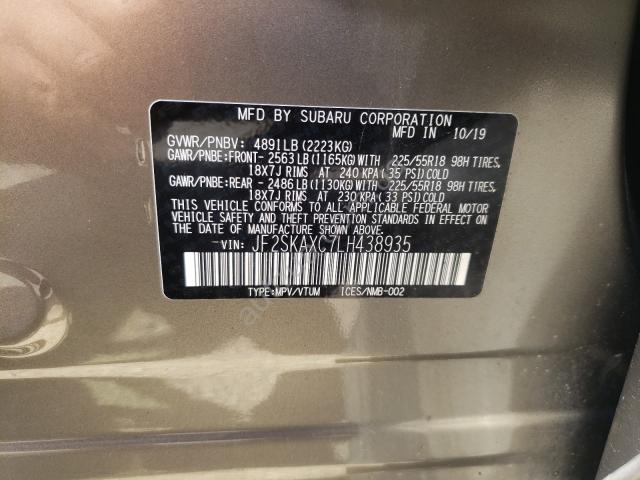 MFD BY SUBARU CORPORATION
MFD IN 10/19
GVWR/PNBV: 4891LB(2223KG)
GAWR/PNBE:FRONT- 2563LB(1165KG)WITH 225/55R18 98H TIRES,
18X7J RIMS AT 240 KPA(35 PSI)COLD
GAWR/PNBE:REAR - 2486LB(1130KG)WITH 225/55R18 98H TIRES,
18X7J RIMS AT 230 KPA(33 PSI)COLD
THIS VEHICLE CONFORMS TO ALL APPLICABLE FEDERAL MOTOR
VEHICLE SAFETY AND THEFT PREVENTION STANDARDS IN EFFECT
ON THE DATE OF MANUFACTURE SHOWN ABOVE
VIN: JF2SKAXC7LH438935
TYPE:MPV/VTUM ICES/NMB-002